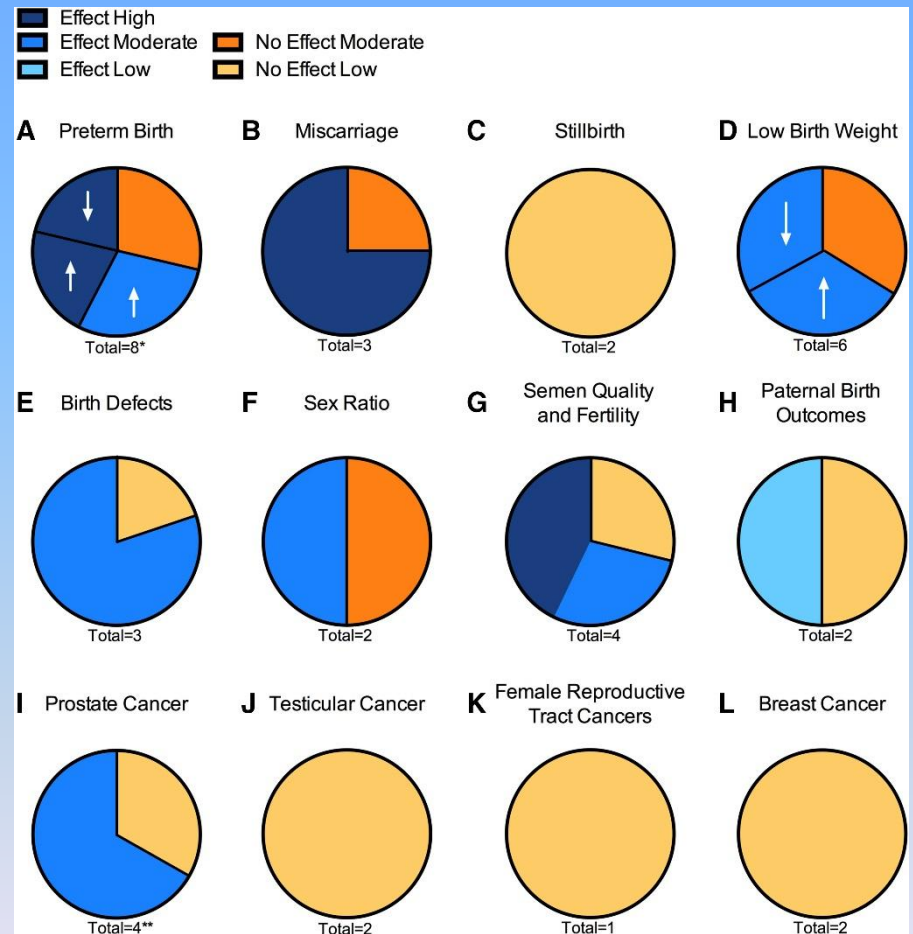 Effect High
Effect Moderate
No Effect Moderate
Effect Low
No Effect Low
A Preterm Birth
B Miscarriage
C Stillbirth
D Low Birth Weight
Total=8*
Total=3
Total=2
Total=6
E Birth Defects
F Sex Ratio
G Semen Quality
and Fertility
H Paternal Birth
Outcomes
Total=3
Total=2
Total=4
Total=2
I Prostate Cancer
J Testicular Cancer
K Female Reproductive
Tract Cancers
L Breast Cancer
Total=4**
Total=2
Total=1
Total=2